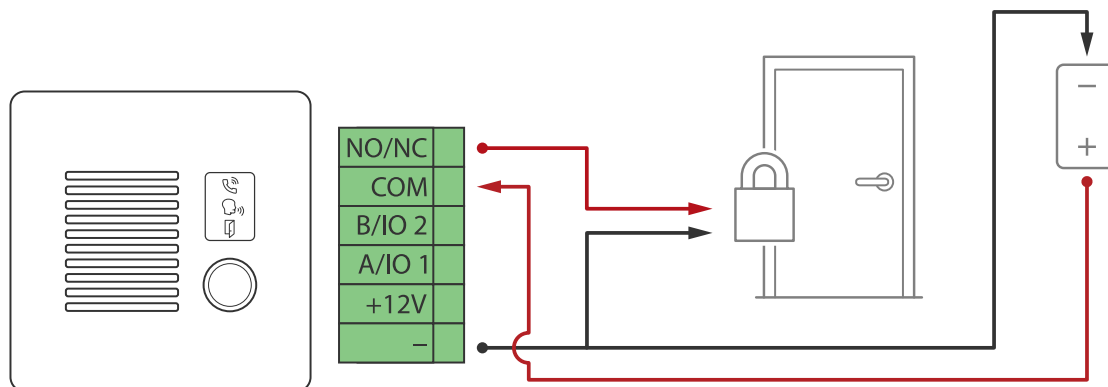 NO/NC
COM
B/IO 2
A/IO 1
+12V
–
–
+